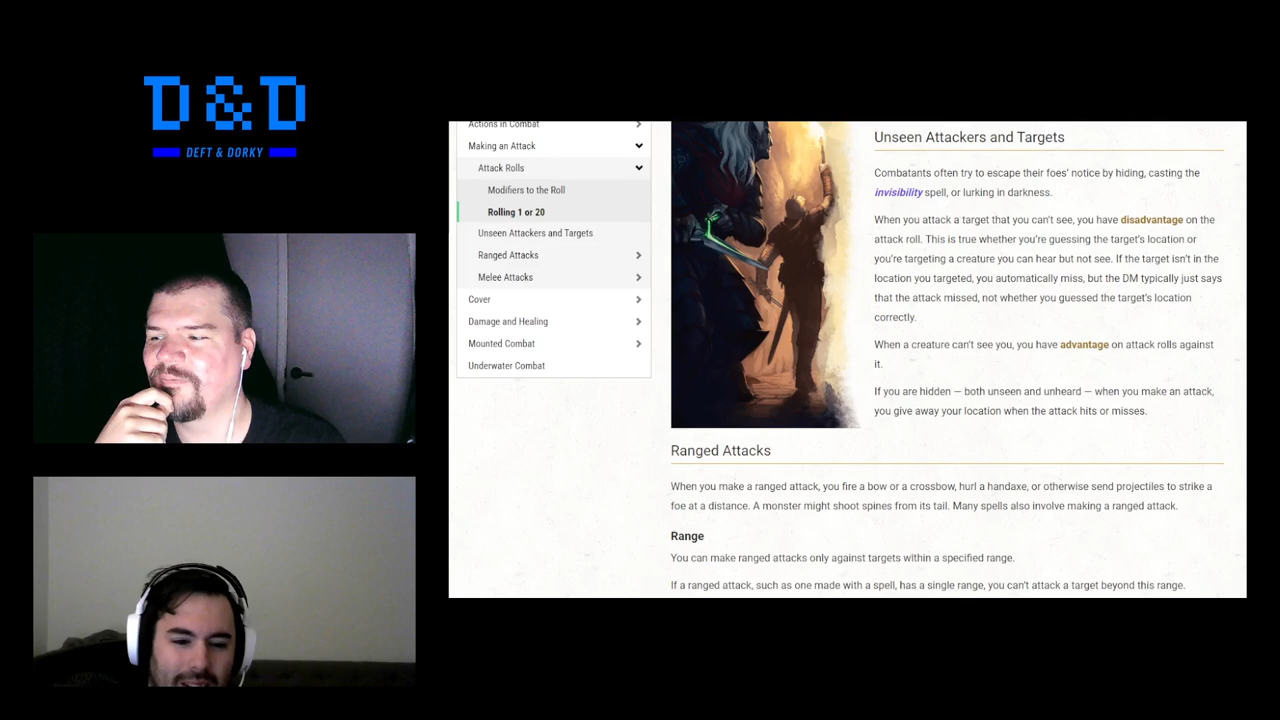 D&D
DEFT & DORKY
Actions in Combat
Making an Attack
Attack Rolls
Modifiers to the Roll
Rolling 1 or 20
Unseen Attackers and Targets
Ranged Attacks
Melee Attacks
Cover
Damage and Healing
Mounted Combat
Underwater Combat
Unseen Attackers and Targets
Combatants often try to escape their foes’ notice by hiding, casting the
invisibility spell, or lurking in darkness.
When you attack a target that you can’t see, you have disadvantage on the
attack roll. This is true whether you’re guessing the target’s location or
you’re targeting a creature you can hear but not see. If the target isn’t in the
location you targeted, you automatically miss, but the DM typically just says
that the attack missed, not whether you guessed the target’s location
correctly.
When a creature can’t see you, you have advantage on attack rolls against
it.
If you are hidden — both unseen and unheard — when you make an attack,
you give away your location when the attack hits or misses.
Ranged Attacks
When you make a ranged attack, you fire a bow or a crossbow, hurl a handaxe, or otherwise send projectiles to strike a
foe at a distance. A monster might shoot spines from its tail. Many spells also involve making a ranged attack.
Range
You can make ranged attacks only against targets within a specified range.
If a ranged attack, such as one made with a spell, has a single range, you can’t attack a target beyond this range.